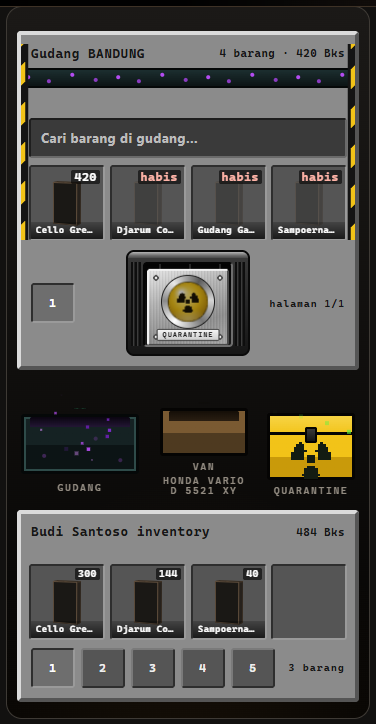 Gudang BANDUNG
4 barang · 420 Bks
Cari barang di gudang...
420
habis
habis
habis
Cello Gre…
Djarum Co…
Gudang Ga…
Sampoerna…
1
QUARANTINE
halaman 1/1
GUDANG
VAN
HONDA VARIO
D 5521 XY
QUARANTINE
Budi Santoso inventory
484 Bks
300
144
40
Cello Gre…
Djarum Co…
Sampoerna…
1
2
3
4
5
3 barang